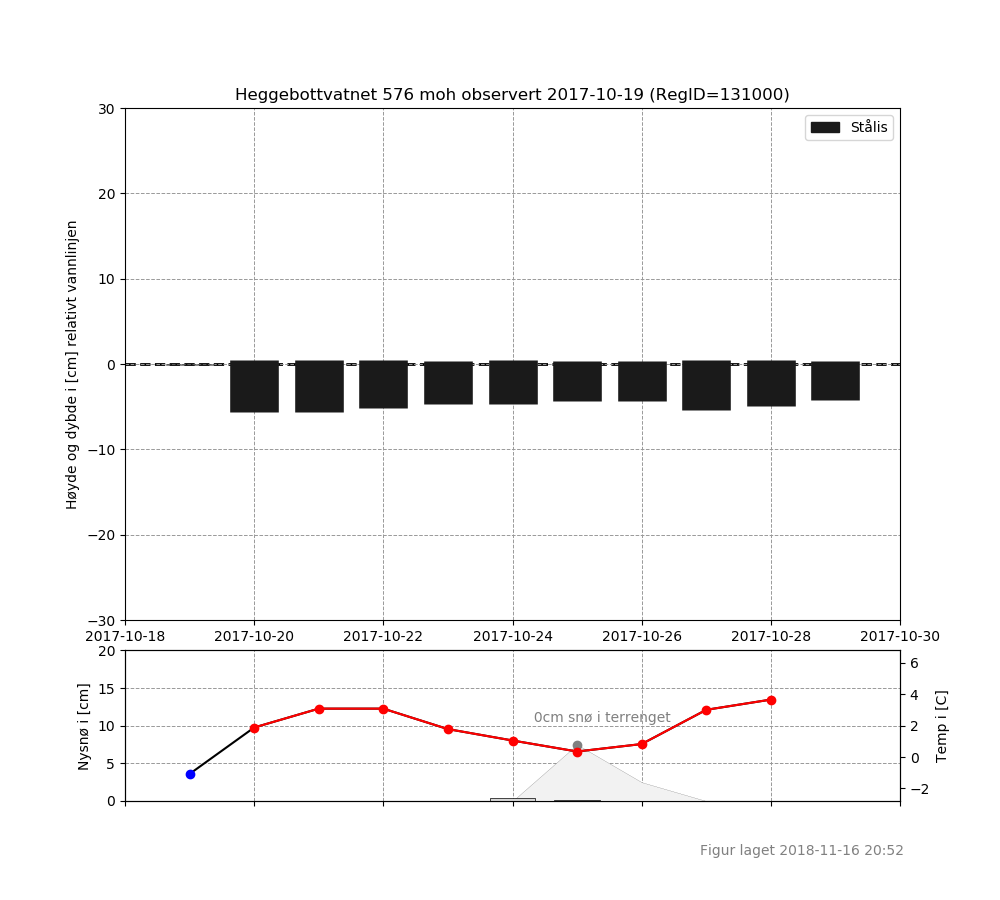 Heggebottvatnet 576 moh observert 2017-10-19 (RegID=131000)
Stålis
Høyde og dybde i [cm] relativt vannlinjen
30
20
10
0
−10
−20
−30
2017-10-18 2017-10-20 2017-10-22 2017-10-24 2017-10-26 2017-10-28 2017-10-30
Nysnø i [cm]
20
15
10
5
0
0cm snø i terrenget
6
4
2
0
−2
Temp i [C]
Figur laget 2018-11-16 20:52